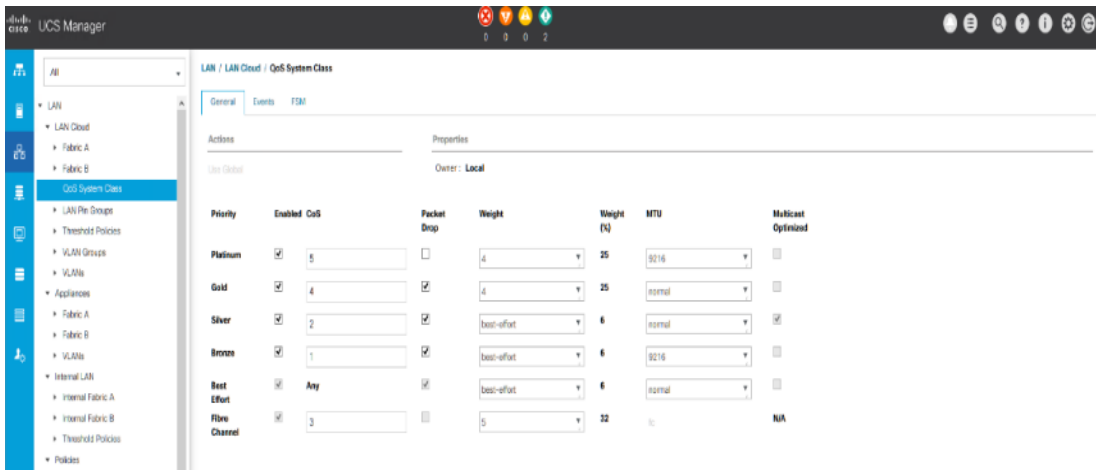 cisco UCS Manager
0 0 0 2
All
LAN / LAN Cloud / QoS System Class
General Events FSM
LAN
LAN Cloud
Fabric A
Fabric B
QoS System Class
LAN Pin Groups
Threshold Policies
VLAN Groups
VLANs
Appliances
Fabric A
Fabric B
VLANs
Internal LAN
Internal Fabric A
Internal Fabric B
Threshold Policies
Policies
Actions
Use Global
Properties
Owner : Local
Priority Enabled CoS Packet Drop Weight Weight (%) MTU Multicast Optimized
Platinum 5 4 25 9216
Gold 4 4 25 normal
Silver 2 best-effort 6 normal
Bronze 1 best-effort 6 9216
Best Effort Any best-effort 6 normal
Fibre Channel 3 5 32 fc N/A